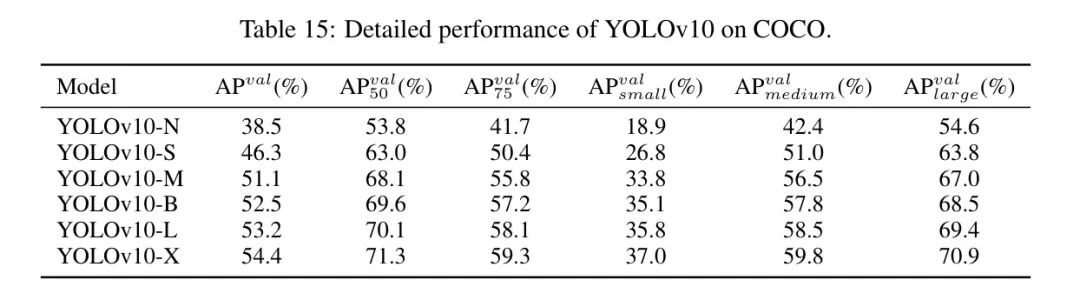 Table 15: Detailed performance of YOLOv10 on COCO.
Model AP^{val}(%) AP_{50}^{val}(%) AP_{75}^{val}(%) AP_{small}^{val}(%) AP_{medium}^{val}(%) AP_{large}^{val}(%)
YOLOv10-N 38.5 53.8 41.7 18.9 42.4 54.6
YOLOv10-S 46.3 63.0 50.4 26.8 51.0 63.8
YOLOv10-M 51.1 68.1 55.8 33.8 56.5 67.0
YOLOv10-B 52.5 69.6 57.2 35.1 57.8 68.5
YOLOv10-L 53.2 70.1 58.1 35.8 58.5 69.4
YOLOv10-X 54.4 71.3 59.3 37.0 59.8 70.9